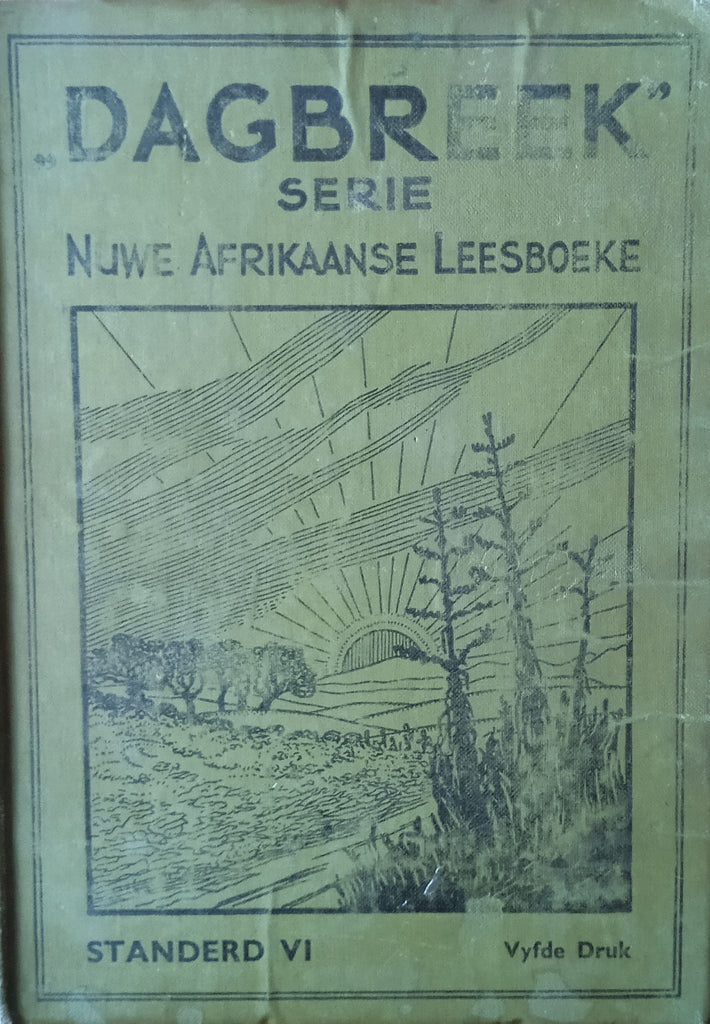 „DAGBREEK”
SERIE
NUWE AFRIKAANSE LEESBOEKE
STANDERD VI
Vyfde Druk